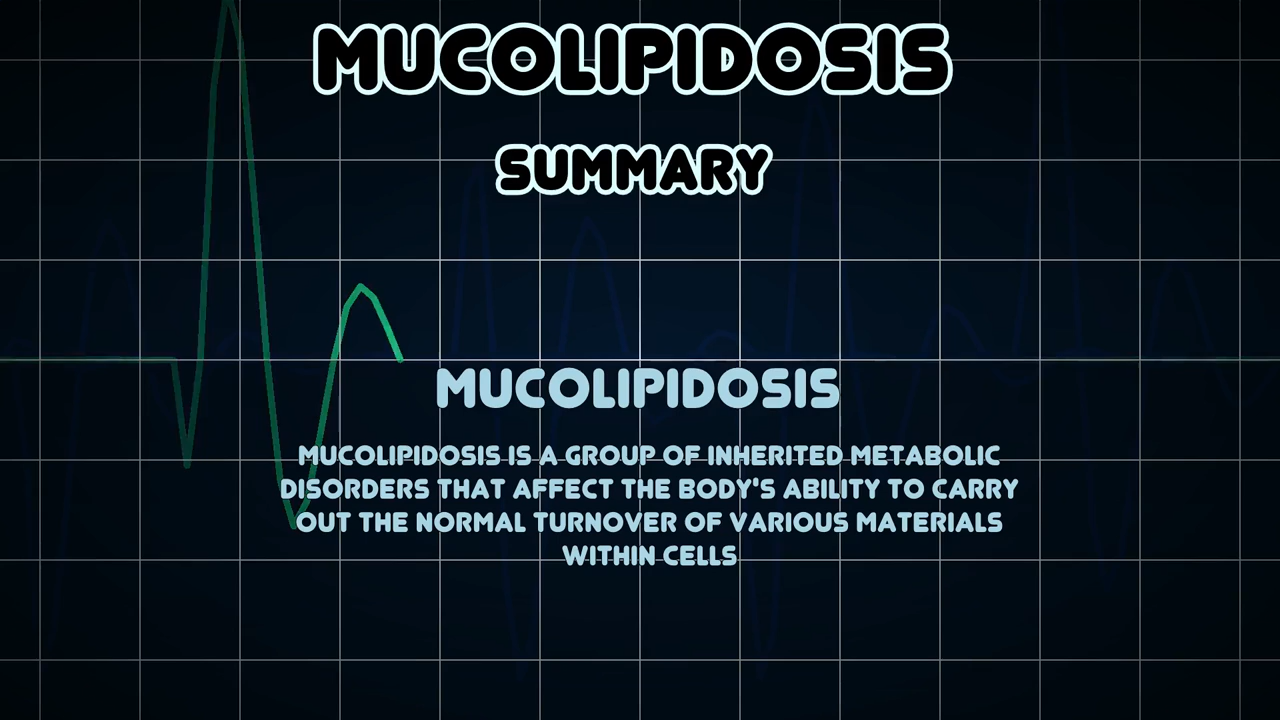 MUCOLIPIDOSIS
SUMMARY
MUCOLIPIDOSIS
MUCOLIPIDOSIS IS A GROUP OF INHERITED METABOLIC
DISORDERS THAT AFFECT THE BODY'S ABILITY TO CARRY
OUT THE NORMAL TURNOVER OF VARIOUS MATERIALS
WITHIN CELLS